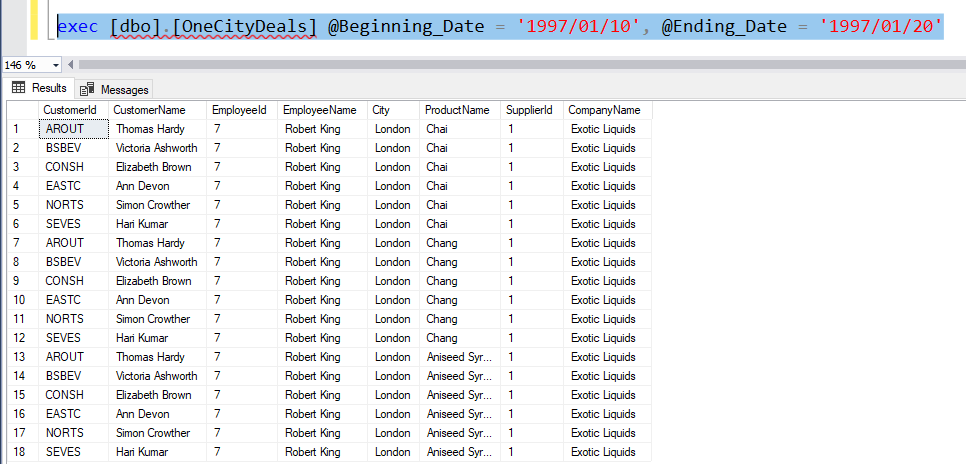 exec [dbo].[OneCityDeals] @Beginning_Date = '1997/01/10', @Ending_Date = '1997/01/20'
146 %
Results Messages
CustomerId CustomerName EmployeeId EmployeeName City ProductName SupplierId CompanyName
1 AROUT Thomas Hardy 7 Robert King London Chai 1 Exotic Liquids
2 BSBEV Victoria Ashworth 7 Robert King London Chai 1 Exotic Liquids
3 CONSH Elizabeth Brown 7 Robert King London Chai 1 Exotic Liquids
4 EASTC Ann Devon 7 Robert King London Chai 1 Exotic Liquids
5 NORTS Simon Crowther 7 Robert King London Chai 1 Exotic Liquids
6 SEVES Hari Kumar 7 Robert King London Chai 1 Exotic Liquids
7 AROUT Thomas Hardy 7 Robert King London Chang 1 Exotic Liquids
8 BSBEV Victoria Ashworth 7 Robert King London Chang 1 Exotic Liquids
9 CONSH Elizabeth Brown 7 Robert King London Chang 1 Exotic Liquids
10 EASTC Ann Devon 7 Robert King London Chang 1 Exotic Liquids
11 NORTS Simon Crowther 7 Robert King London Chang 1 Exotic Liquids
12 SEVES Hari Kumar 7 Robert King London Chang 1 Exotic Liquids
13 AROUT Thomas Hardy 7 Robert King London Aniseed Syr... 1 Exotic Liquids
14 BSBEV Victoria Ashworth 7 Robert King London Aniseed Syr... 1 Exotic Liquids
15 CONSH Elizabeth Brown 7 Robert King London Aniseed Syr... 1 Exotic Liquids
16 EASTC Ann Devon 7 Robert King London Aniseed Syr... 1 Exotic Liquids
17 NORTS Simon Crowther 7 Robert King London Aniseed Syr... 1 Exotic Liquids
18 SEVES Hari Kumar 7 Robert King London Aniseed Syr... 1 Exotic Liquids